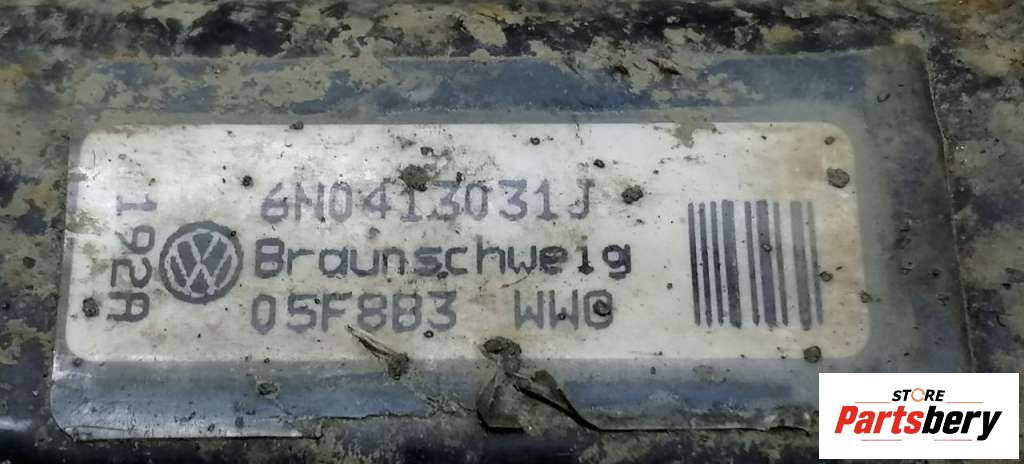 6N0413031J
Braunschweig
05F883 WW0
192A
STORE
Partsbery